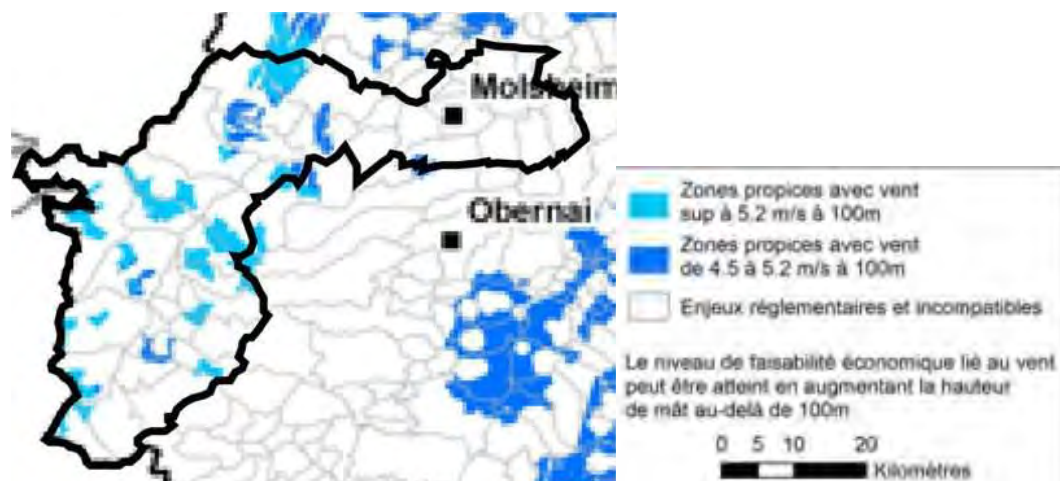 Molsheim
Obernai
Zones propices avec vent
sup à 5.2 m/s à 100m
Zones propices avec vent
de 4.5 à 5.2 m/s à 100m
Enjeux réglementaires et incompatibles
Le niveau de faisabilité économique lié au vent
peut être atteint en augmentant la hauteur
de mât au-delà de 100m
0 5 10 20
Kilomètres